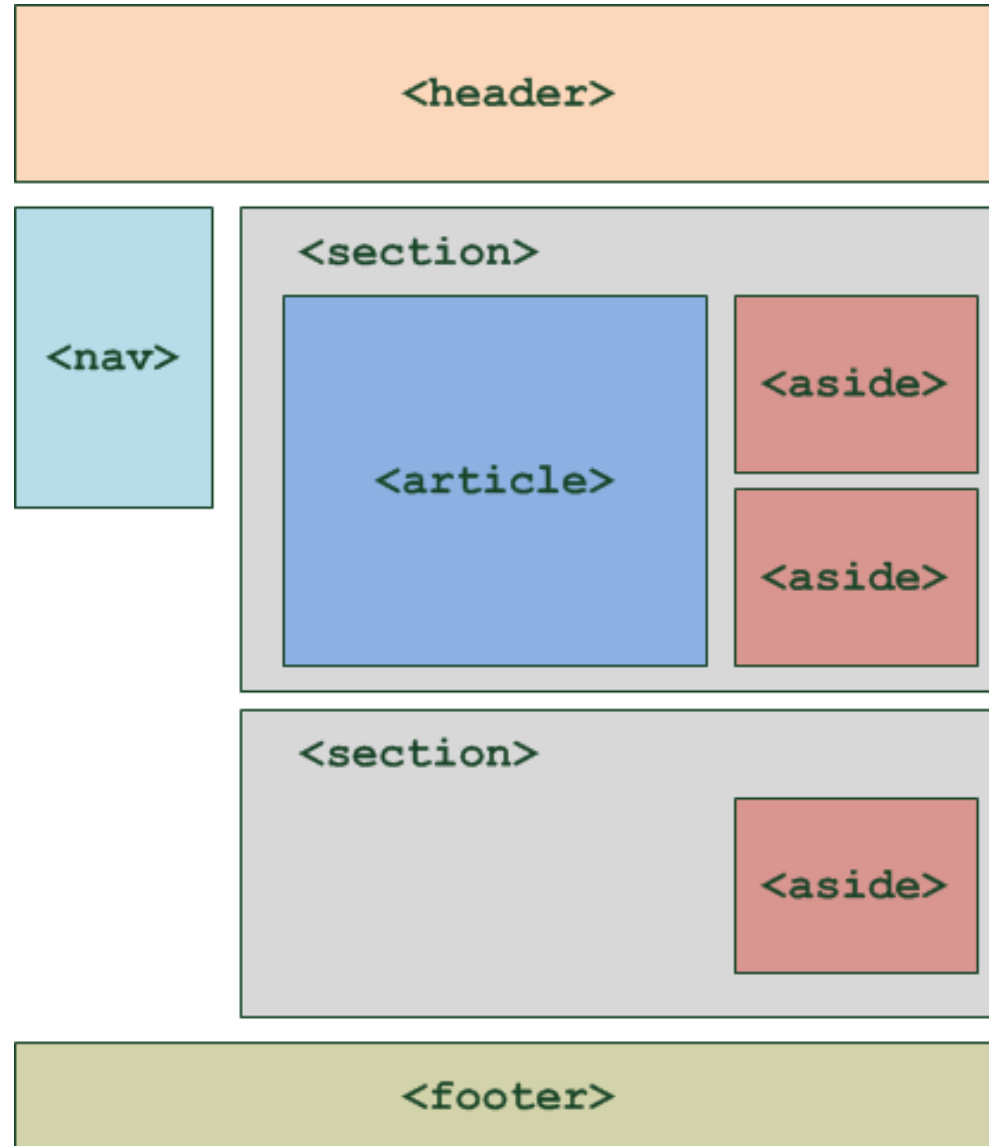 <header>
<nav>
<section>
<article>
<aside>
<aside>
<section>
<aside>
<footer>